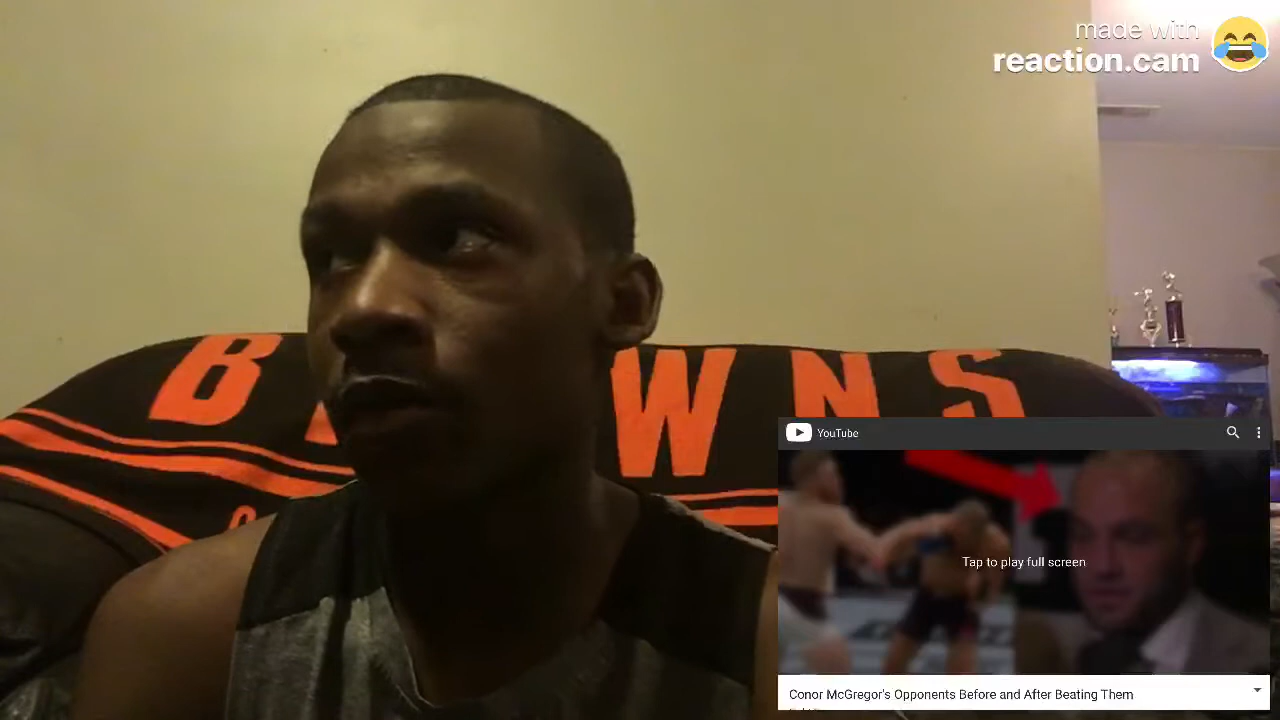 made with
reaction.cam
B WNS
YouTube
Tap to play full screen
Conor McGregor's Opponents Before and After Beating Them